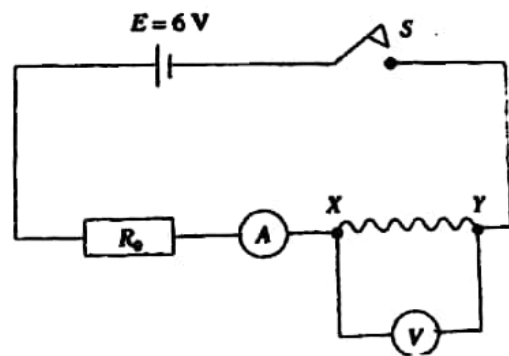 E = 6 V
S
X Y
R₀ A
V